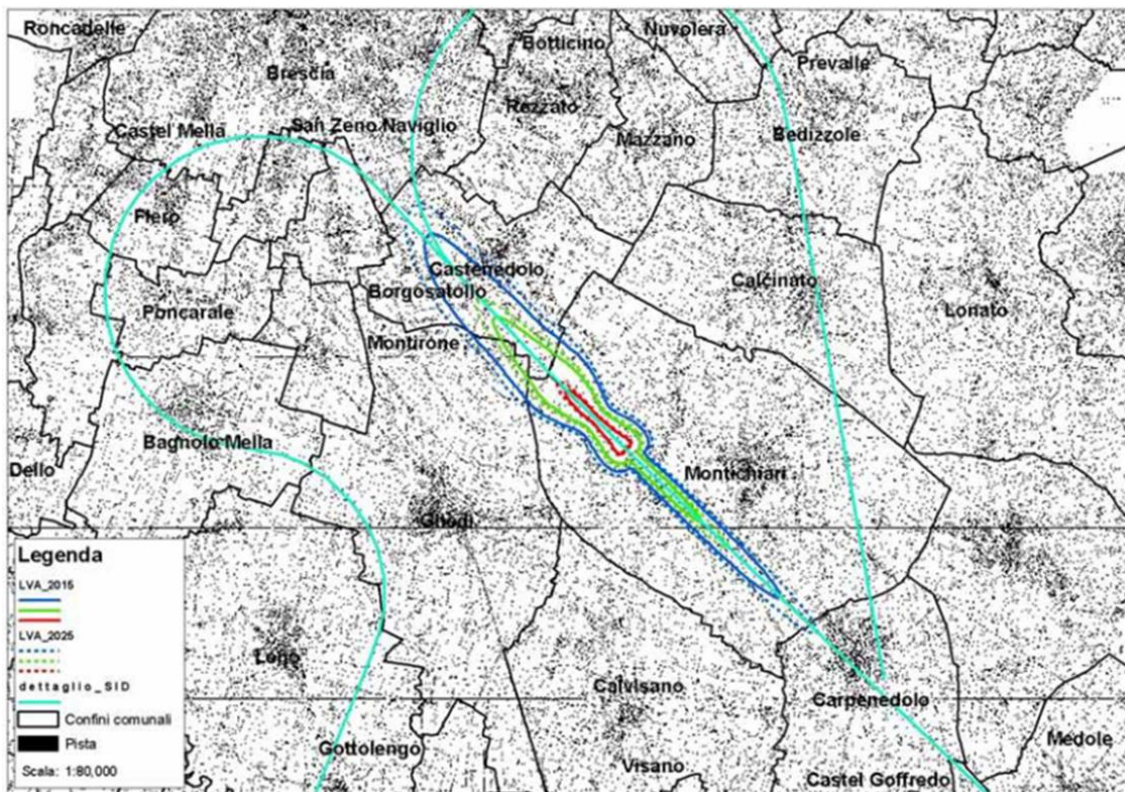 Roncadelle
Botticino
Nuvolera
Prevalle
Brescia
Rezzato
Castel Mella
San Zeno Naviglio
Mazzano
Bedizzole
Flero
Castenedolo
Borgosatollo
Calcinato
Poncarale
Lonato
Montirone
Bagnolo Mella
Dello
Montichiari
Ghedi
Legenda
LVA_2015
LVA_2025
dettaglio_SID
Confini comunali
Pista
Scala: 1:80,000
Leno
Calvisano
Carpenedolo
Gottolengo
Visano
Medole
Castel Goffredo